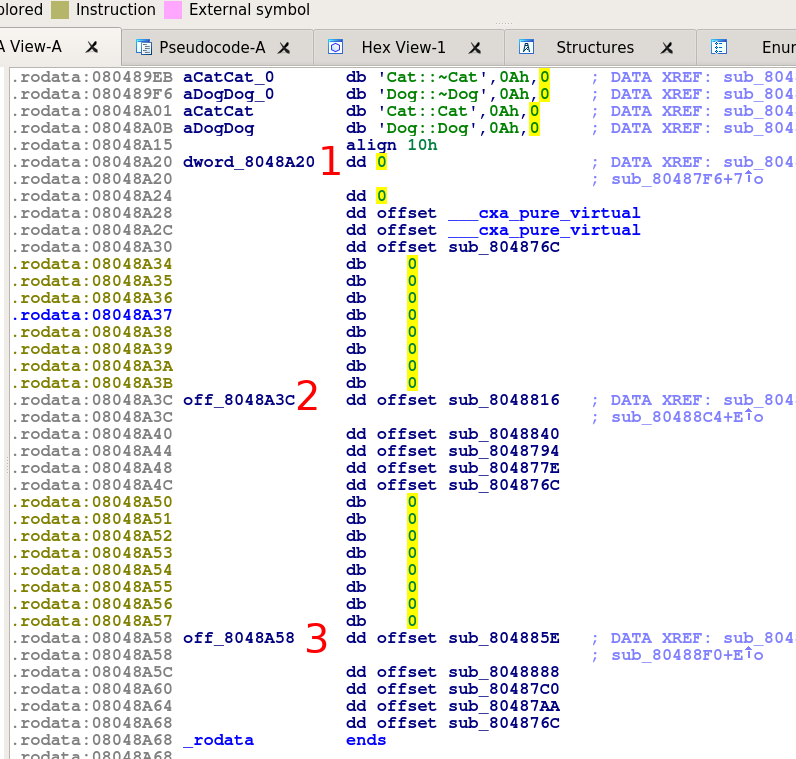 olored Instruction External symbol
A View-A Pseudocode-A Hex View-1 Structures Enur
.rodata:080489EB aCatCat_0 db 'Cat::~Cat',0Ah,0 ; DATA XREF: sub_804
.rodata:080489F6 aDogDog_0 db 'Dog::~Dog',0Ah,0 ; DATA XREF: sub_804
.rodata:08048A01 aCatCat db 'Cat::Cat',0Ah,0 ; DATA XREF: sub_804
.rodata:08048A0B aDogDog db 'Dog::Dog',0Ah,0 ; DATA XREF: sub_804
.rodata:08048A15 align 10h
.rodata:08048A20 dword_8048A20 1 dd 0 ; DATA XREF: sub_804
.rodata:08048A20 ; sub_80487F6+7↑o
.rodata:08048A24 dd 0
.rodata:08048A28 dd offset ___cxa_pure_virtual
.rodata:08048A2C dd offset ___cxa_pure_virtual
.rodata:08048A30 dd offset sub_804876C
.rodata:08048A34 db 0
.rodata:08048A35 db 0
.rodata:08048A36 db 0
.rodata:08048A37 db 0
.rodata:08048A38 db 0
.rodata:08048A39 db 0
.rodata:08048A3A db 0
.rodata:08048A3B db 0
.rodata:08048A3C off_8048A3C 2 dd offset sub_8048816 ; DATA XREF: sub_804
.rodata:08048A3C ; sub_80488C4+E↑o
.rodata:08048A40 dd offset sub_8048840
.rodata:08048A44 dd offset sub_8048794
.rodata:08048A48 dd offset sub_804877E
.rodata:08048A4C dd offset sub_804876C
.rodata:08048A50 db 0
.rodata:08048A51 db 0
.rodata:08048A52 db 0
.rodata:08048A53 db 0
.rodata:08048A54 db 0
.rodata:08048A55 db 0
.rodata:08048A56 db 0
.rodata:08048A57 db 0
.rodata:08048A58 off_8048A58 3 dd offset sub_804885E ; DATA XREF: sub_804
.rodata:08048A58 ; sub_80488F0+E↑o
.rodata:08048A5C dd offset sub_8048888
.rodata:08048A60 dd offset sub_80487C0
.rodata:08048A64 dd offset sub_80487AA
.rodata:08048A68 dd offset sub_804876C
.rodata:08048A68 _rodata ends
.rodata:08048A68